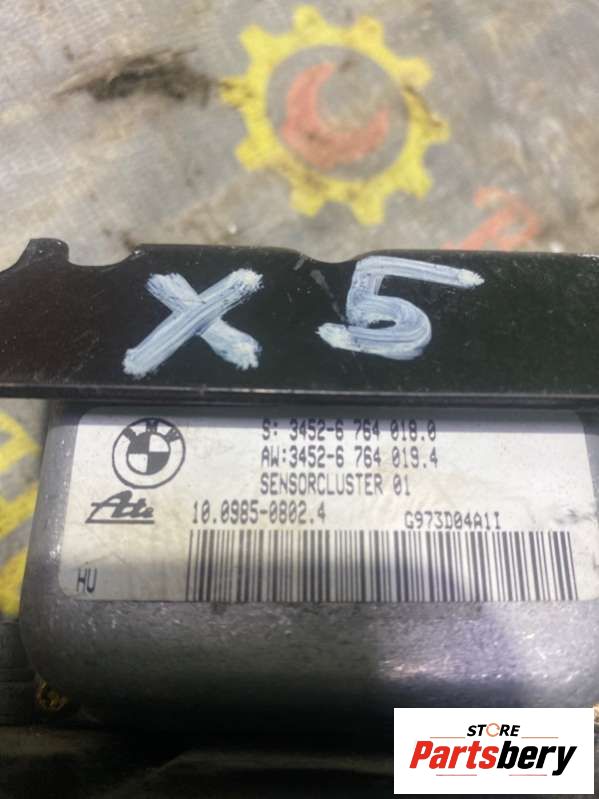 X5
BMW
S: 3452-6 764 018.0
AW:3452-6 764 019.4
SENSORCLUSTER 01
Ate
10.0985-0802.4 G973D04A1I
HU
STORE
Partsbery